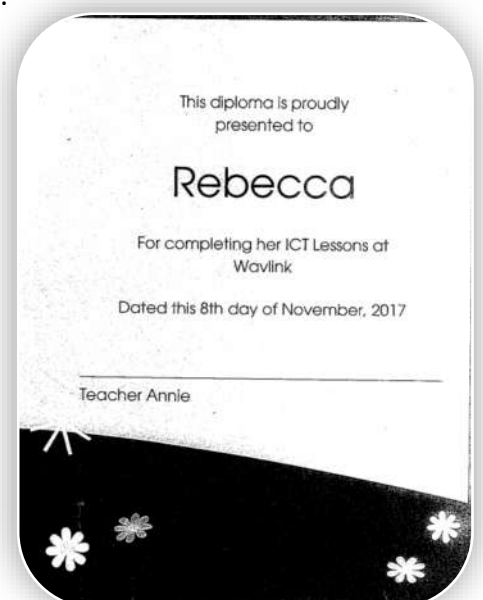 This diploma is proudly
presented to
Rebecca
For completing her ICT Lessons at
Wavlink
Dated this 8th day of November, 2017
Teacher Annie